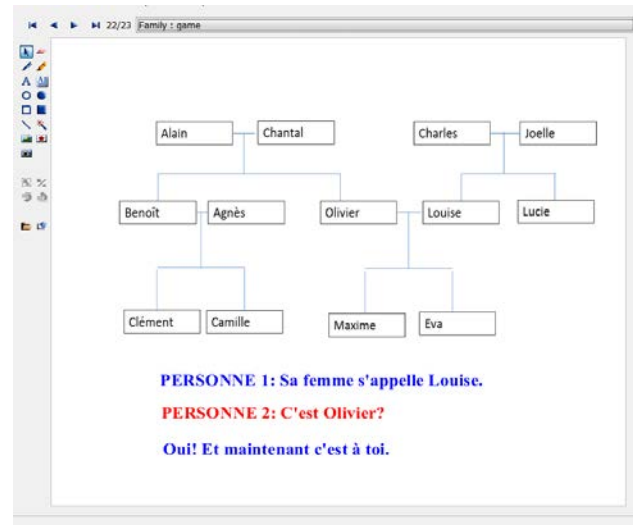 22/23 Family : game
Alain Chantal Charles Joelle
Benoît Agnès Olivier Louise Lucie
Clément Camille Maxime Eva
PERSONNE 1: Sa femme s'appelle Louise.
PERSONNE 2: C'est Olivier?
Oui! Et maintenant c'est à toi.